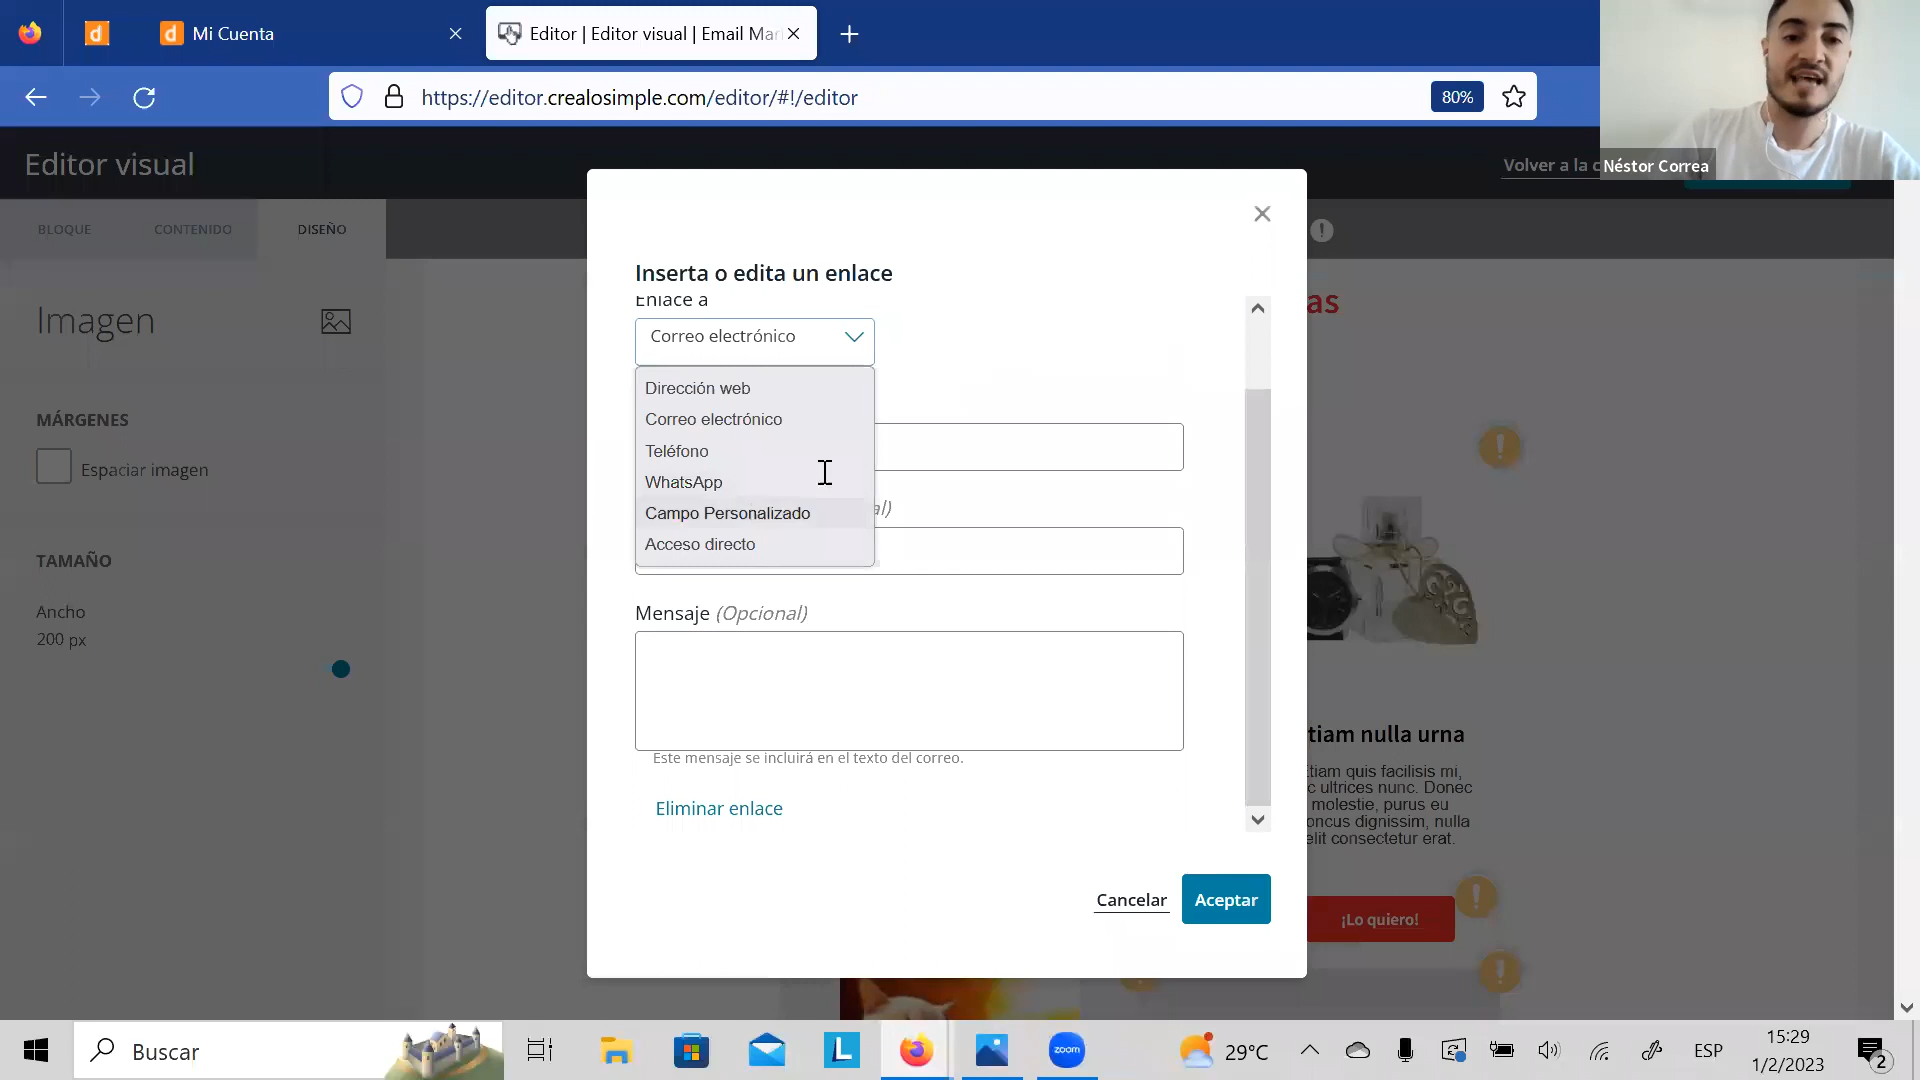 Mi Cuenta
Editor | Editor visual | Email Mar
https://editor.crealosimple.com/editor/#!/editor
80%
Editor visual
Volver a la c
Néstor Correa
BLOQUE
CONTENIDO
DISEÑO
Imagen
MÁRGENES
Espaciar imagen
TAMAÑO
Ancho
200 px
Inserta o edita un enlace
Enlace a
Correo electrónico
Dirección web
Correo electrónico
Teléfono
WhatsApp
Campo Personalizado
Acceso directo
al)
Mensaje (Opcional)
Este mensaje se incluirá en el texto del correo.
Eliminar enlace
Cancelar
Aceptar
as
tiam nulla urna
tiam quis facilisis mi,
c ultrices nunc. Donec
molestie, purus eu
oncus dignissim, nulla
elit consectetur erat.
¡Lo quiero!
Buscar
L
zoom
29°C
ESP
15:29
1/2/2023
2